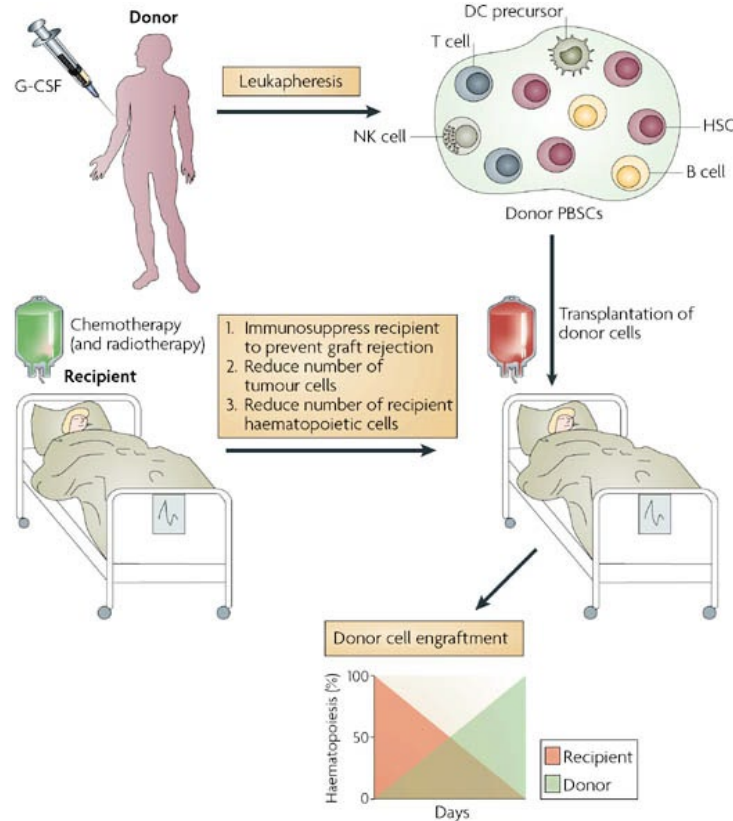 Donor
G-CSF
Leukapheresis
DC precursor
T cell
NK cell
HSC
B cell
Donor PBSCs
Chemotherapy
(and radiotherapy)
Recipient
1. Immunosuppress recipient
to prevent graft rejection
2. Reduce number of
tumour cells
3. Reduce number of recipient
haematopoietic cells
Transplantation of
donor cells
Donor cell engraftment
Haematopoiesis (%)
100
50
0
Days
Recipient
Donor